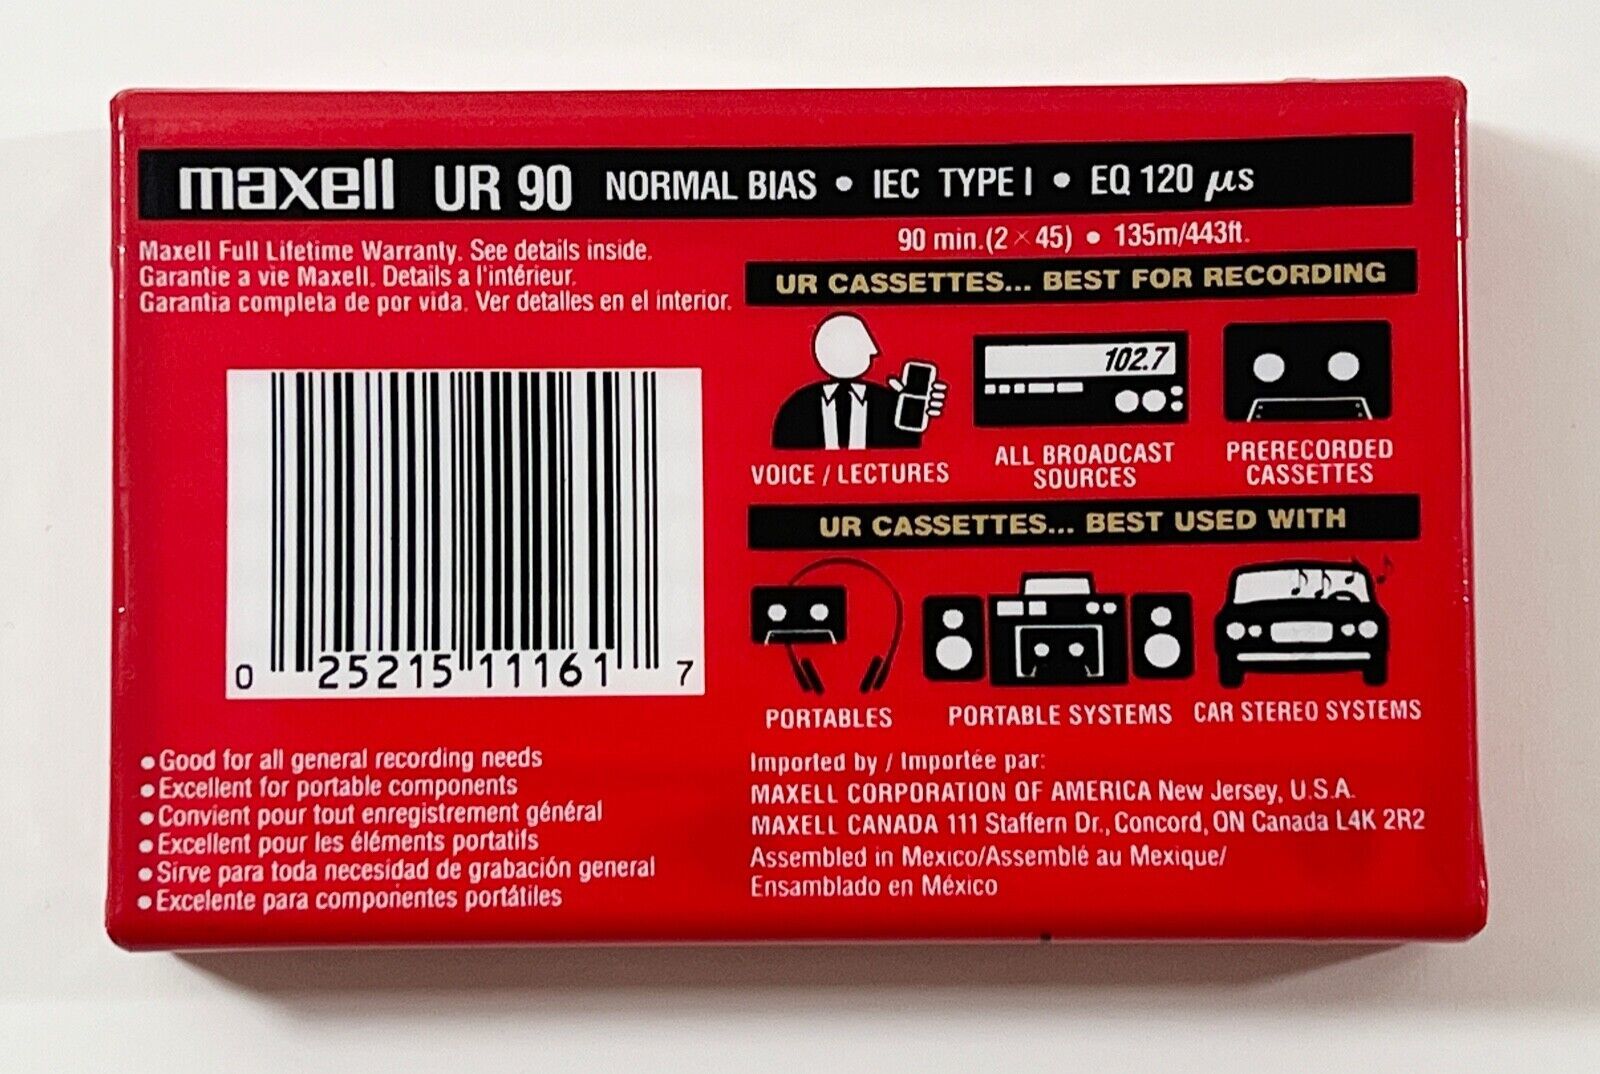 maxell UR 90 NORMAL BIAS • IEC TYPE I • EQ 120 µs
90 min.(2 × 45) • 135m/443ft.
Maxell Full Lifetime Warranty. See details inside.
Garantie a vie Maxell. Details a l'intérieur.
Garantia completa de por vida. Ver detalles en el interior.
UR CASSETTES... BEST FOR RECORDING
102.7
VOICE / LECTURES
ALL BROADCAST
SOURCES
PRERECORDED
CASSETTES
UR CASSETTES... BEST USED WITH
PORTABLES
PORTABLE SYSTEMS
CAR STEREO SYSTEMS
0 25215 11161 7
• Good for all general recording needs
• Excellent for portable components
• Convient pour tout enregistrement général
• Excellent pour les éléments portatifs
• Sirve para toda necesidad de grabación general
• Excelente para componentes portátiles
Imported by / Importée par:
MAXELL CORPORATION OF AMERICA New Jersey, U.S.A.
MAXELL CANADA 111 Staffern Dr., Concord, ON Canada L4K 2R2
Assembled in Mexico/Assemblé au Mexique/
Ensamblado en México